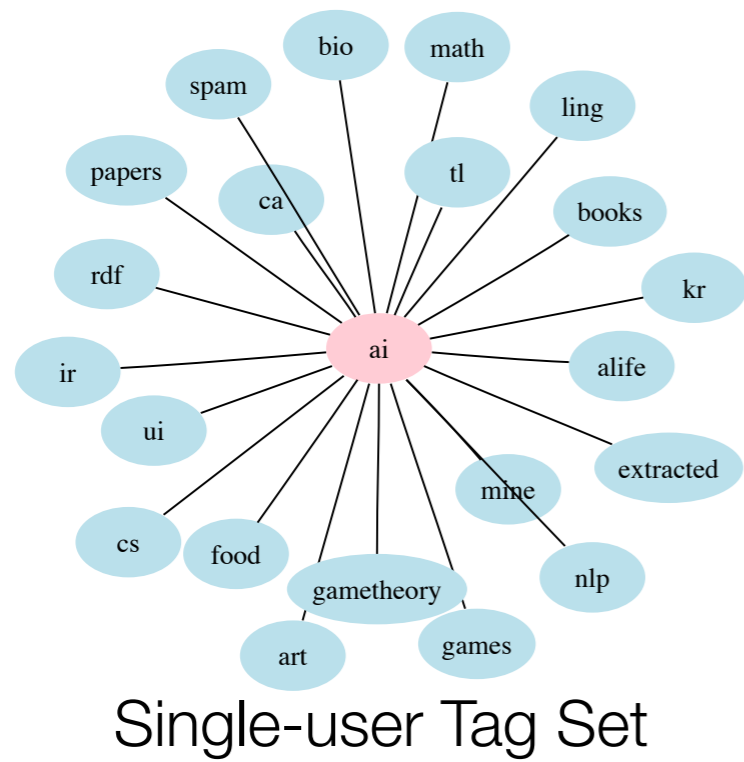 bio
math
spam
ling
papers
tl
ca
books
rdf
kr
ai
ir
alife
ui
extracted
mine
cs
food
nlp
gametheory
games
art
Single-user Tag Set